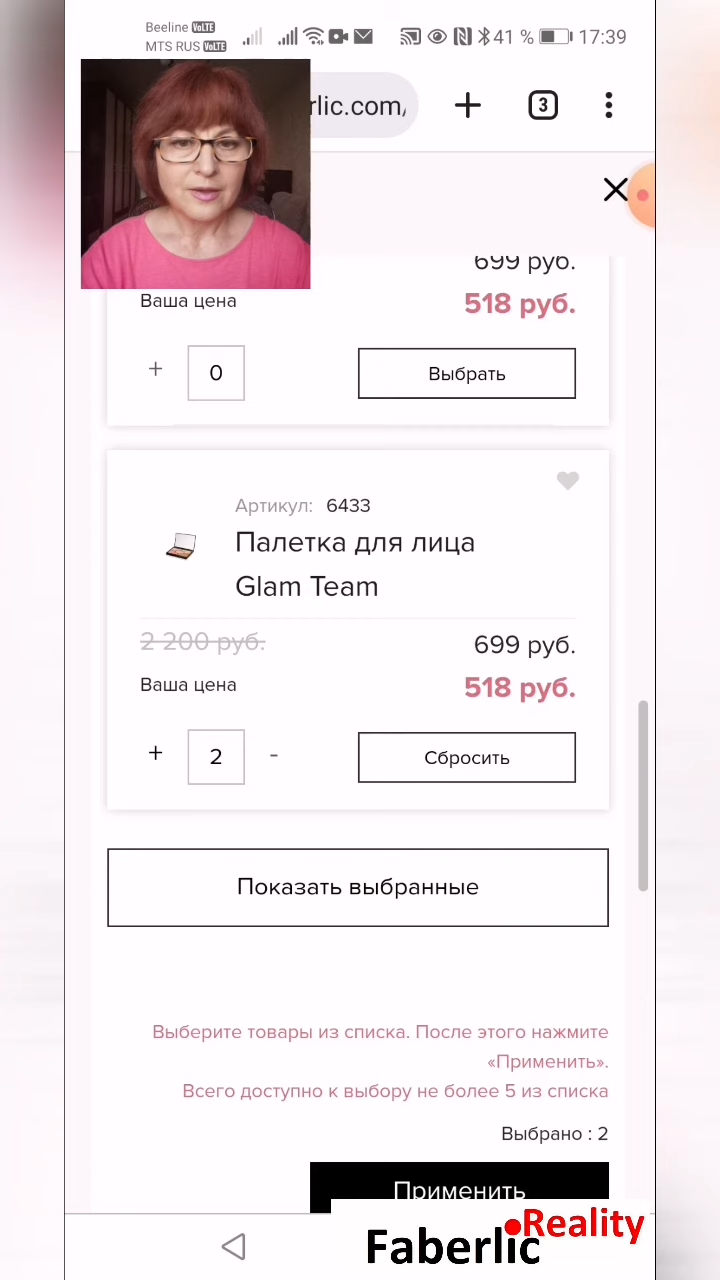 Beeline VoLTE
MTS RUS VoLTE
41 %
17:39
rlic.com,
3
699 руб.
Ваша цена
518 руб.
+ 0
Выбрать
Артикул: 6433
Палетка для лица
Glam Team
2 200 руб.
699 руб.
Ваша цена
518 руб.
+ 2 -
Сбросить
Показать выбранные
Выберите товары из списка. После этого нажмите
«Применить».
Всего доступно к выбору не более 5 из списка
Выбрано : 2
Применить
Reality
Faberlic